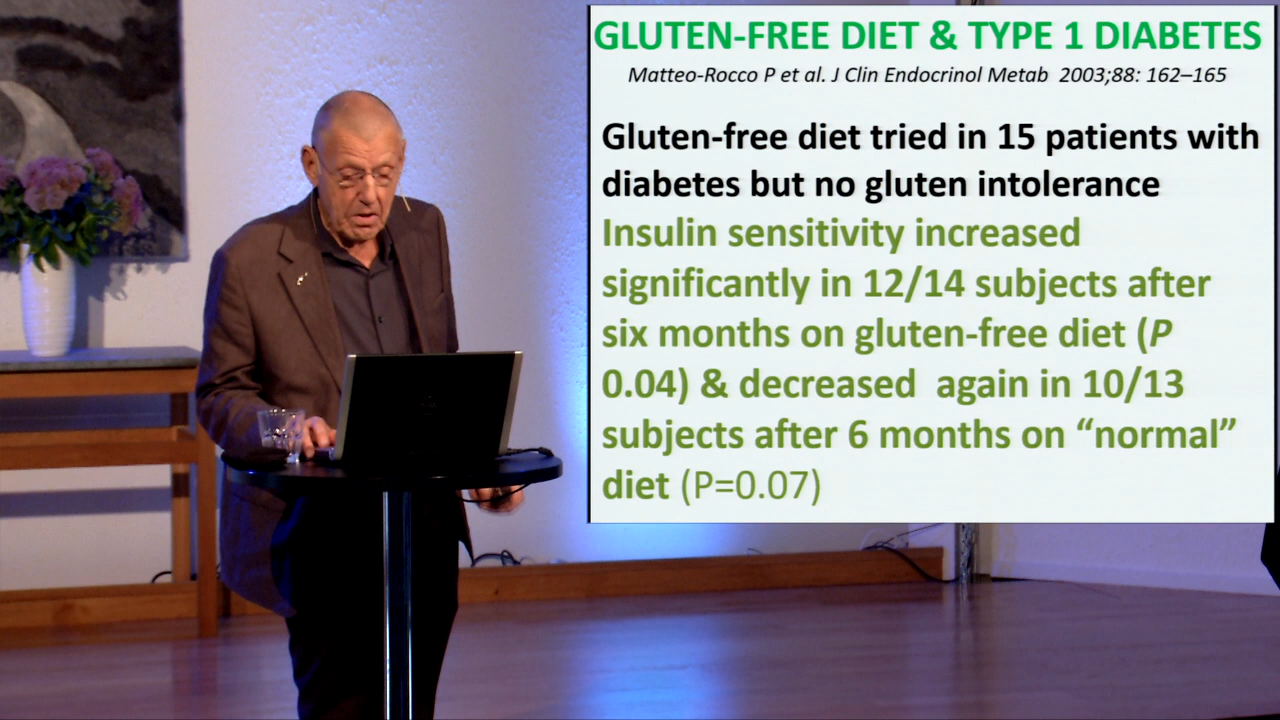 GLUTEN-FREE DIET & TYPE 1 DIABETES
Matteo-Rocco P et al. J Clin Endocrinol Metab 2003;88: 162–165
Gluten-free diet tried in 15 patients with
diabetes but no gluten intolerance
Insulin sensitivity increased
significantly in 12/14 subjects after
six months on gluten-free diet (P
0.04) & decreased again in 10/13
subjects after 6 months on “normal”
diet (P=0.07)